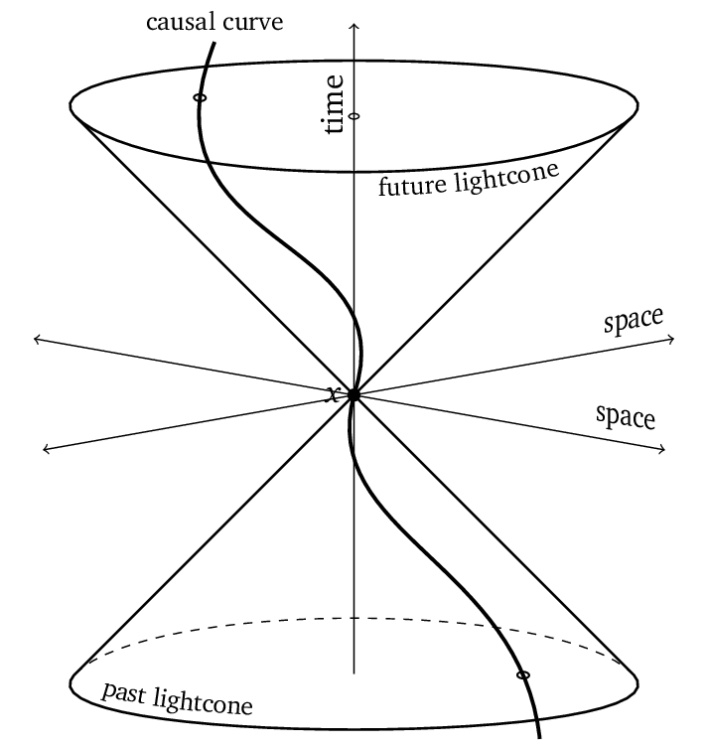 causal curve
time
future lightcone
space
x
space
past lightcone